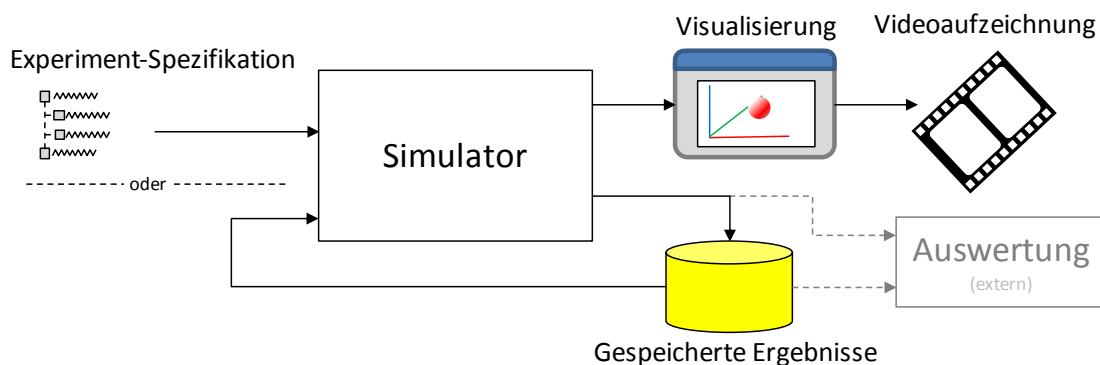 Visualisierung
Videoaufzeichnung
Experiment-Spezifikation
Simulator
oder
Auswertung
(extern)
Gespeicherte Ergebnisse